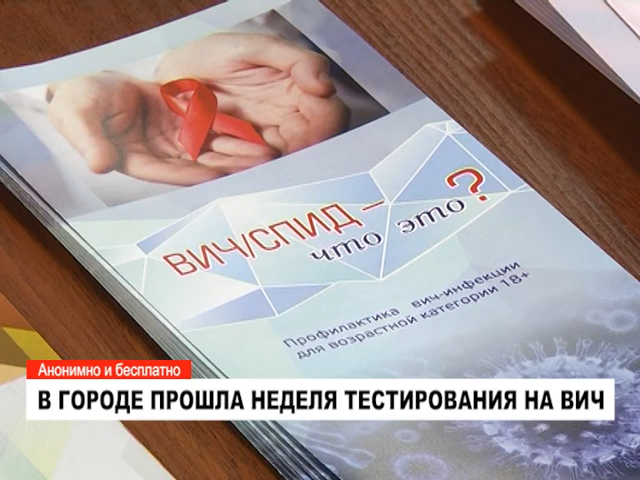 ВИЧ/СПИД –
что это?
Профилактика вич-инфекции
для возрастной категории 18+
Анонимно и бесплатно
В ГОРОДЕ ПРОШЛА НЕДЕЛЯ ТЕСТИРОВАНИЯ НА ВИЧ